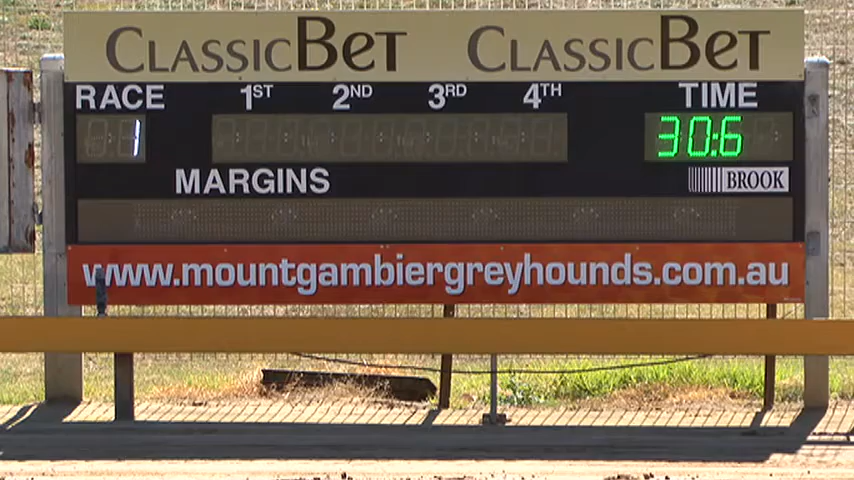 CLASSICBET CLASSICBET
RACE 1ST 2ND 3RD 4TH TIME
1 30:6
MARGINS BROOK
www.mountgambiergreyhounds.com.au